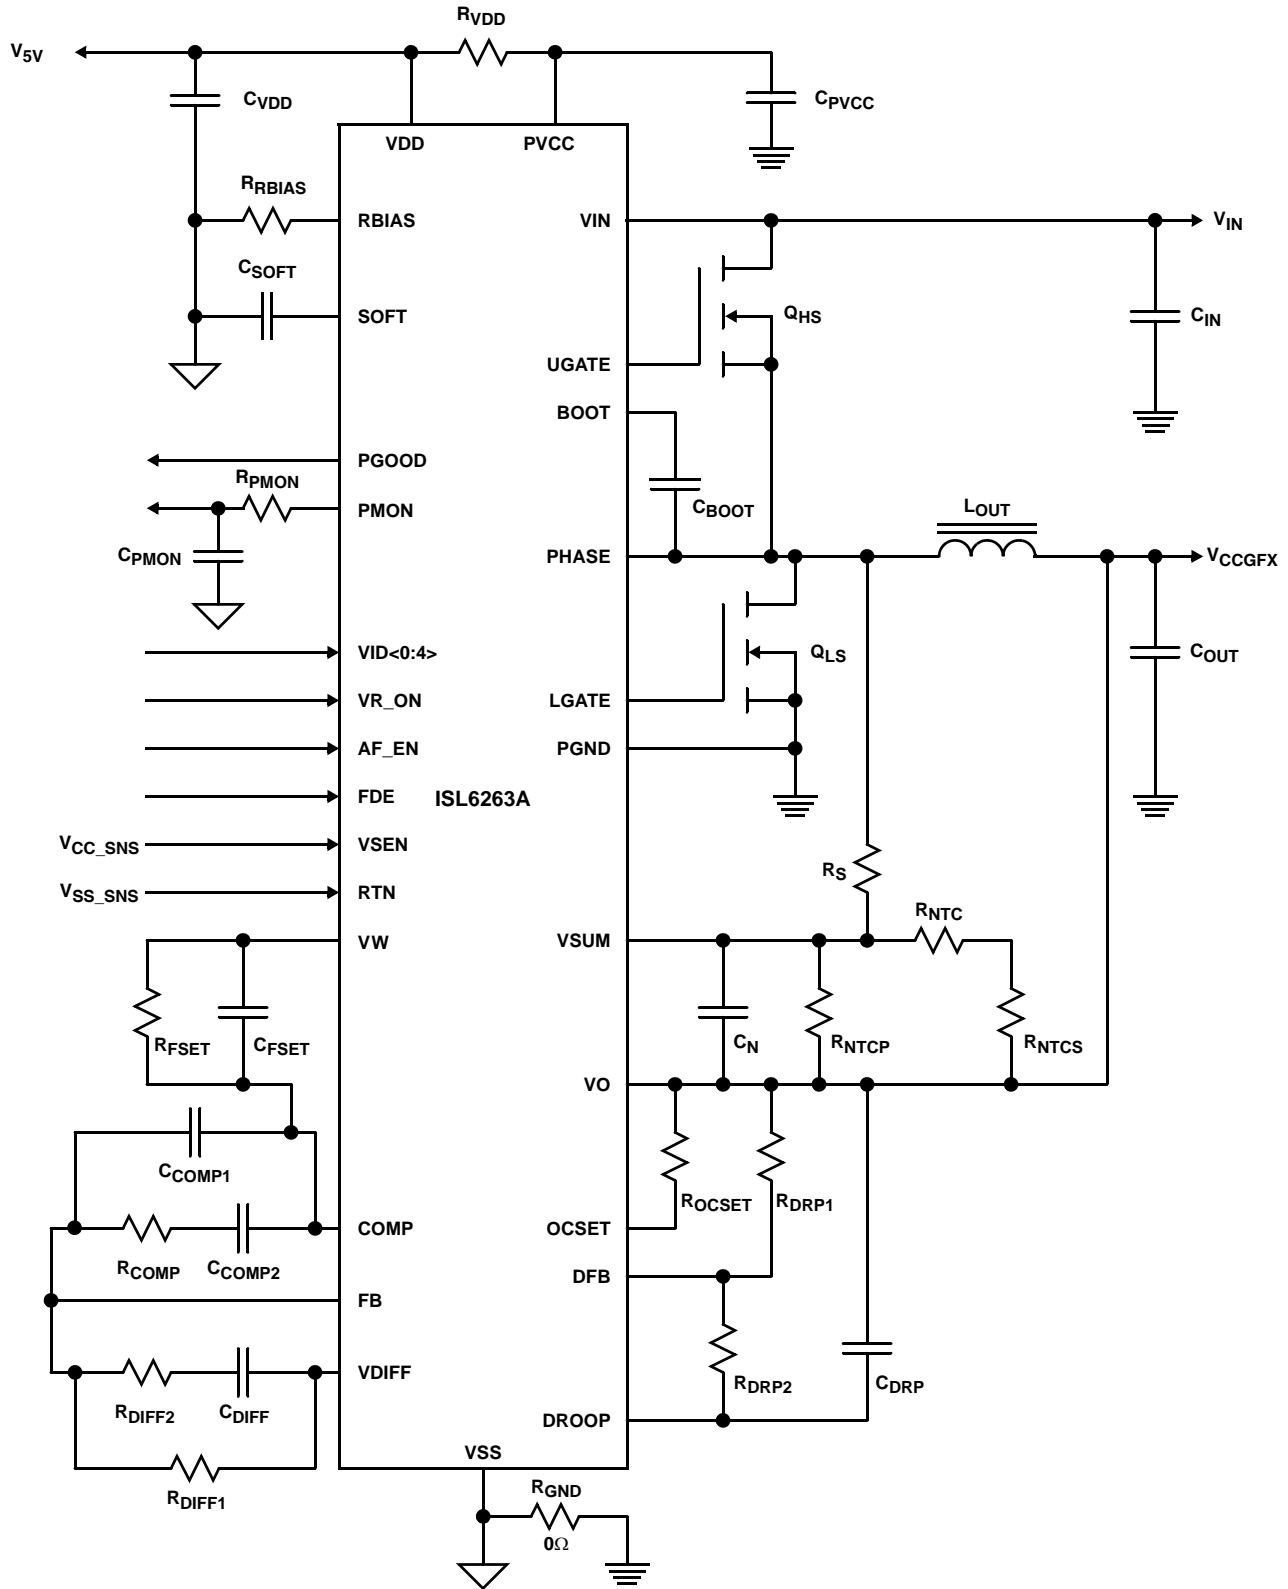 RVDD
V5V
CVDD
CPVCC
VDD
PVCC
RRBIAS
RBIAS
VIN
VIN
CSOFT
SOFT
QHS
CIN
UGATE
BOOT
PGOOD
RPMON
PMON
CBOOT
LOUT
CPMON
PHASE
VCCGFX
VID<0:4>
QLS
COUT
VR_ON
LGATE
AF_EN
PGND
FDE
ISL6263A
VCC_SNS
VSEN
RS
VSS_SNS
RTN
RNTC
VW
VSUM
RFSET
CFSET
CN
RNTCP
RNTCS
VO
CCOMP1
ROCSET
RDRP1
COMP
OCSET
RCOMP
CCOMP2
DFB
FB
VDIFF
RDRP2
CDRP
RDIFF2
CDIFF
DROOP
VSS
RDIFF1
RGND
0Ω